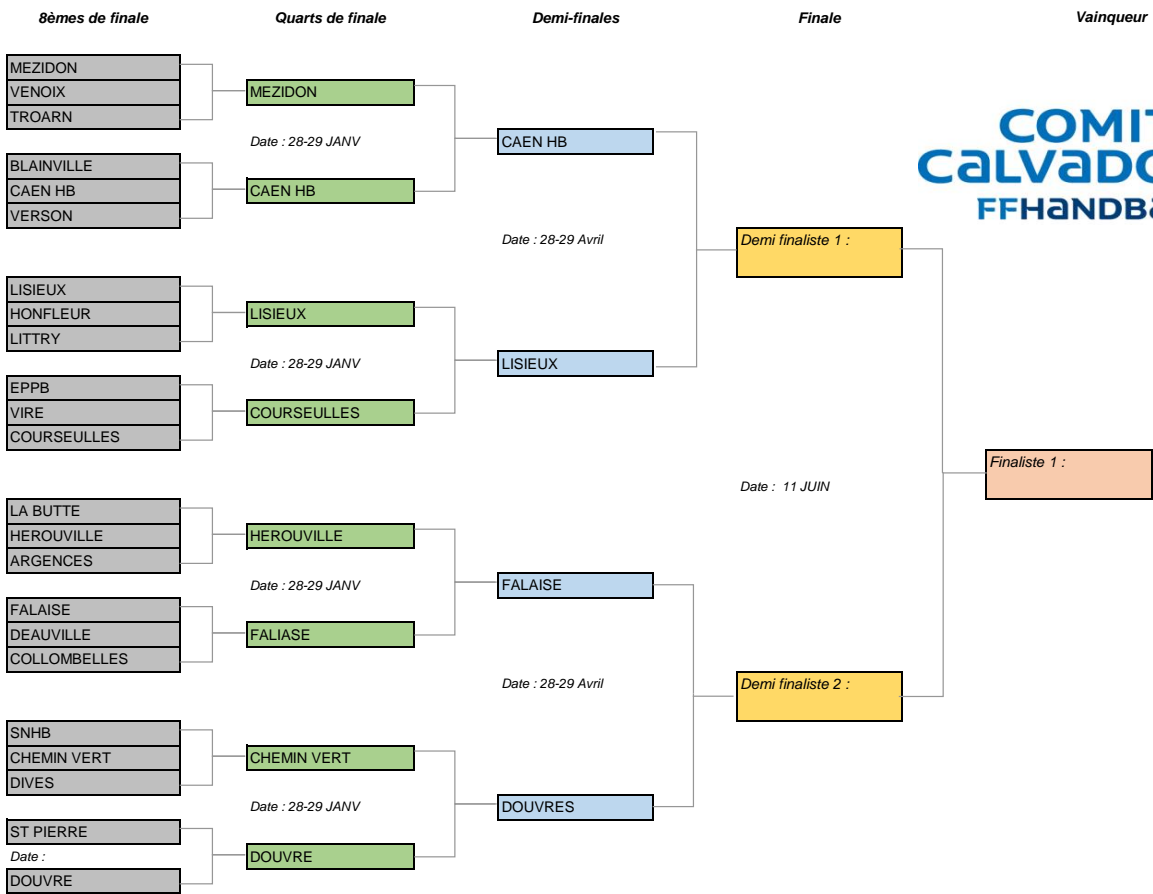 8èmes de finale
Quarts de finale
Demi-finales
Finale
Vainqueur
MEZIDON
VENOIX
TROARN
MEZIDON
Date : 28-29 JANV
BLAINVILLE
CAEN HB
VERSON
CAEN HB
CAEN HB
Date : 28-29 Avril
LISIEUX
HONFLEUR
LITTRY
LISIEUX
Date : 28-29 JANV
EPPB
VIRE
COURSEULLES
COURSEULLES
LISIEUX
Demi finaliste 1 :
Date : 11 JUIN
LA BUTTE
HEROUVILLE
ARGENCES
HEROUVILLE
Date : 28-29 JANV
FALAISE
DEAUVILLE
COLLOMBELLES
FALIASE
FALAISE
Date : 28-29 Avril
SNHB
CHEMIN VERT
DIVES
CHEMIN VERT
Date : 28-29 JANV
ST PIERRE
Date :
DOUVRE
DOUVRE
DOUVRES
Demi finaliste 2 :
Finaliste 1 :
COMIT
CALVADO
FFHANDBA